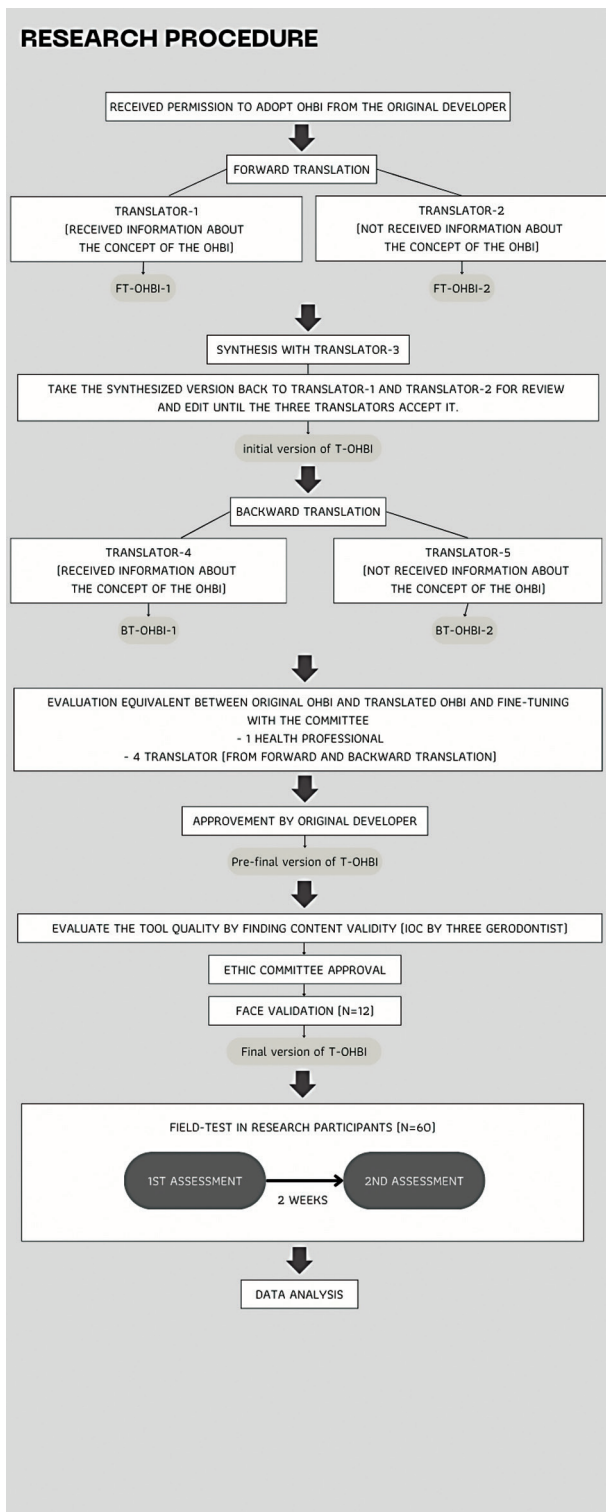 RESEARCH PROCEDURE
RECEIVED PERMISSION TO ADOPT OHBI FROM THE ORIGINAL DEVELOPER
FORWARD TRANSLATION
TRANSLATOR-1
(RECEIVED INFORMATION ABOUT
THE CONCEPT OF THE OHBI)
TRANSLATOR-2
(NOT RECEIVED INFORMATION ABOUT
THE CONCEPT OF THE OHBI)
FT-OHBI-1
FT-OHBI-2
SYNTHESIS WITH TRANSLATOR-3
TAKE THE SYNTHESIZED VERSION BACK TO TRANSLATOR-1 AND TRANSLATOR-2 FOR REVIEW
AND EDIT UNTIL THE THREE TRANSLATORS ACCEPT IT.
initial version of T-OHBI
BACKWARD TRANSLATION
TRANSLATOR-4
(RECEIVED INFORMATION ABOUT
THE CONCEPT OF THE OHBI)
TRANSLATOR-5
(NOT RECEIVED INFORMATION ABOUT
THE CONCEPT OF THE OHBI)
BT-OHBI-1
BT-OHBI-2
EVALUATION EQUIVALENT BETWEEN ORIGINAL OHBI AND TRANSLATED OHBI AND FINE-TUNING
WITH THE COMMITTEE
- 1 HEALTH PROFESSIONAL
- 4 TRANSLATOR (FROM FORWARD AND BACKWARD TRANSLATION)
APPROVEMENT BY ORIGINAL DEVELOPER
Pre-final version of T-OHBI
EVALUATE THE TOOL QUALITY BY FINDING CONTENT VALIDITY (IOC BY THREE GERODONTIST)
ETHIC COMMITTEE APPROVAL
FACE VALIDATION (N=12)
Final version of T-OHBI
FIELD-TEST IN RESEARCH PARTICIPANTS (N=60)
1ST ASSESSMENT
2 WEEKS
2ND ASSESSMENT
DATA ANALYSIS